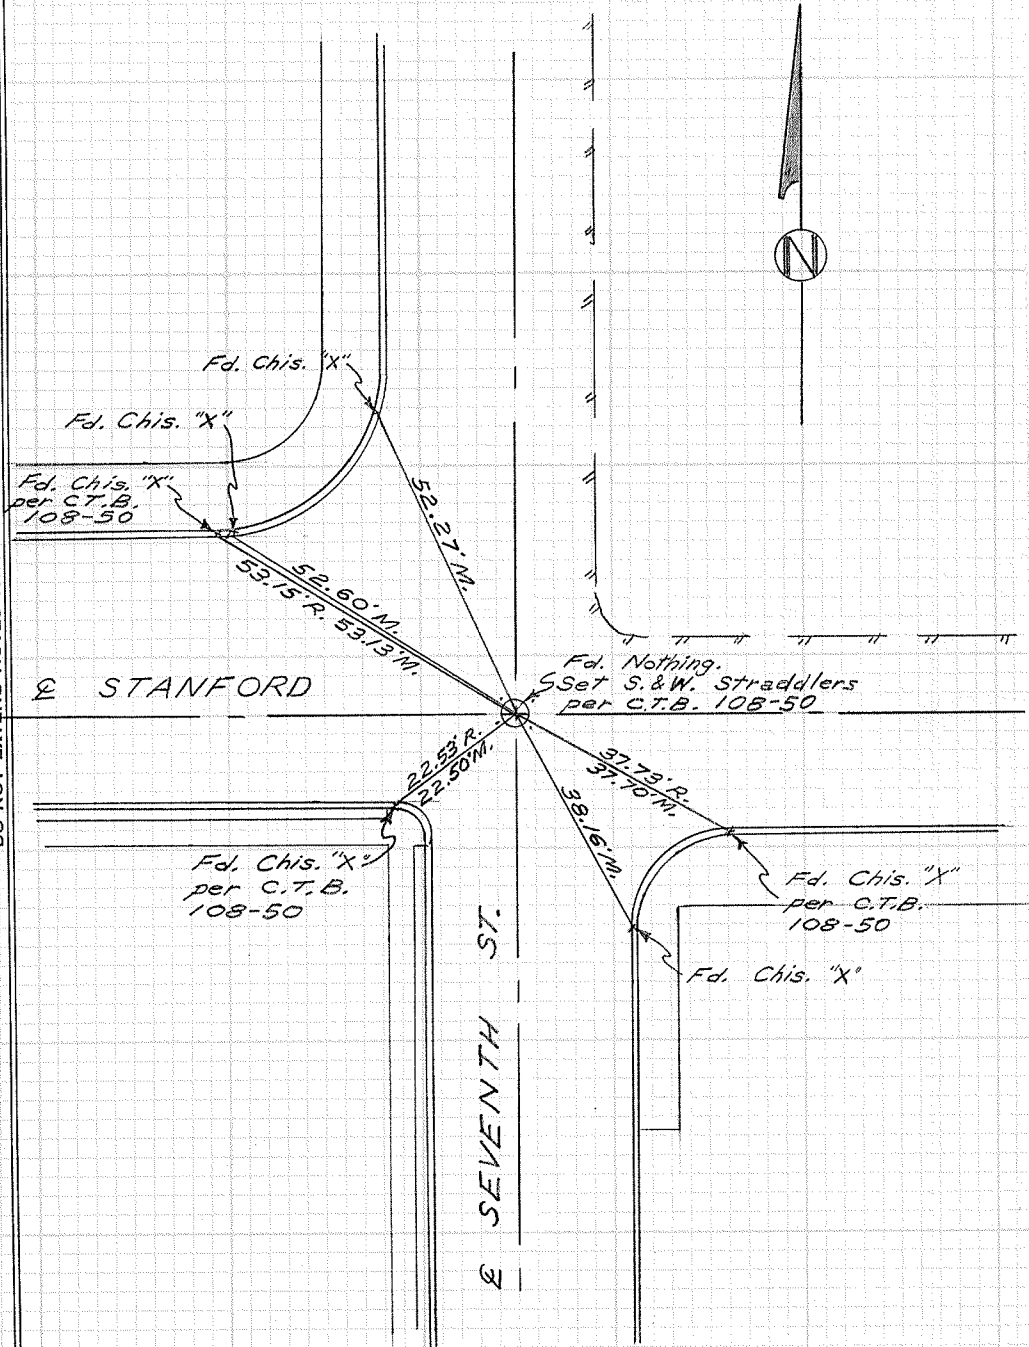 N
Fd. Chis. "X"
Fd. Chis. "X"
Fd. Chis. "X"
per C.T.B.
108-50
52.27' M.
52.60' M.
53.15' R. 53.13' M.
℄ STANFORD
Fd. Nothing.
Set S.&W. Straddlers
per C.T.B. 108-50
22.53' R.
22.50' M.
37.73' R.
37.70' M.
38.16' M.
Fd. Chis. "X"
per C.T.B.
108-50
Fd. Chis. "X"
per C.T.B.
108-50
Fd. Chis. "X"
℄ SEVENTH ST.